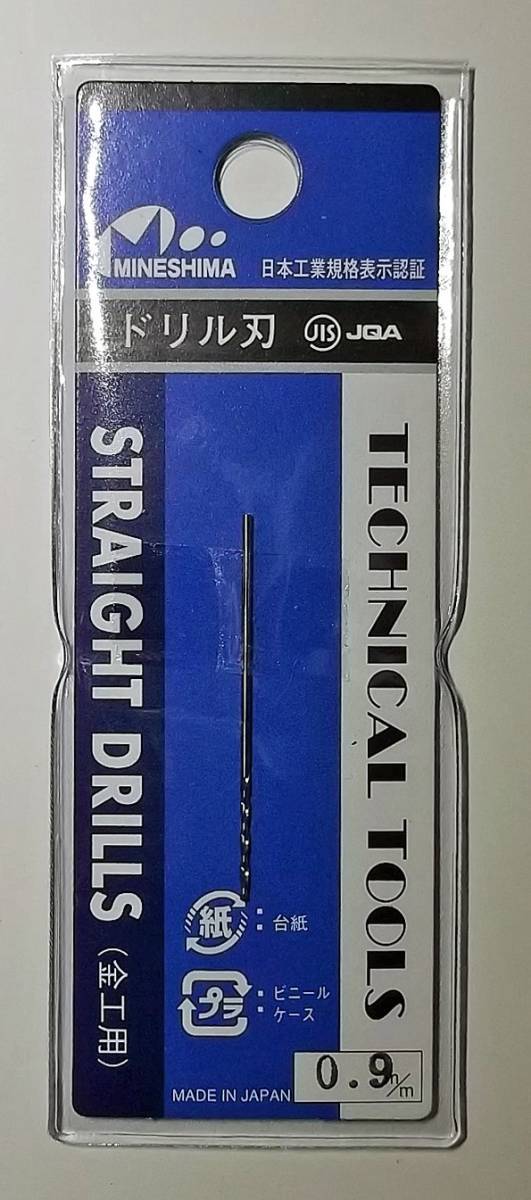 MINESHIMA
日本工業規格表示認証
ドリル刃 JIS JQA
STRAIGHT DRILLS (金工用)
TECHNICAL TOOLS
紙 : 台紙
プラ : ビニール
ケース
0.9 m/m
MADE IN JAPAN